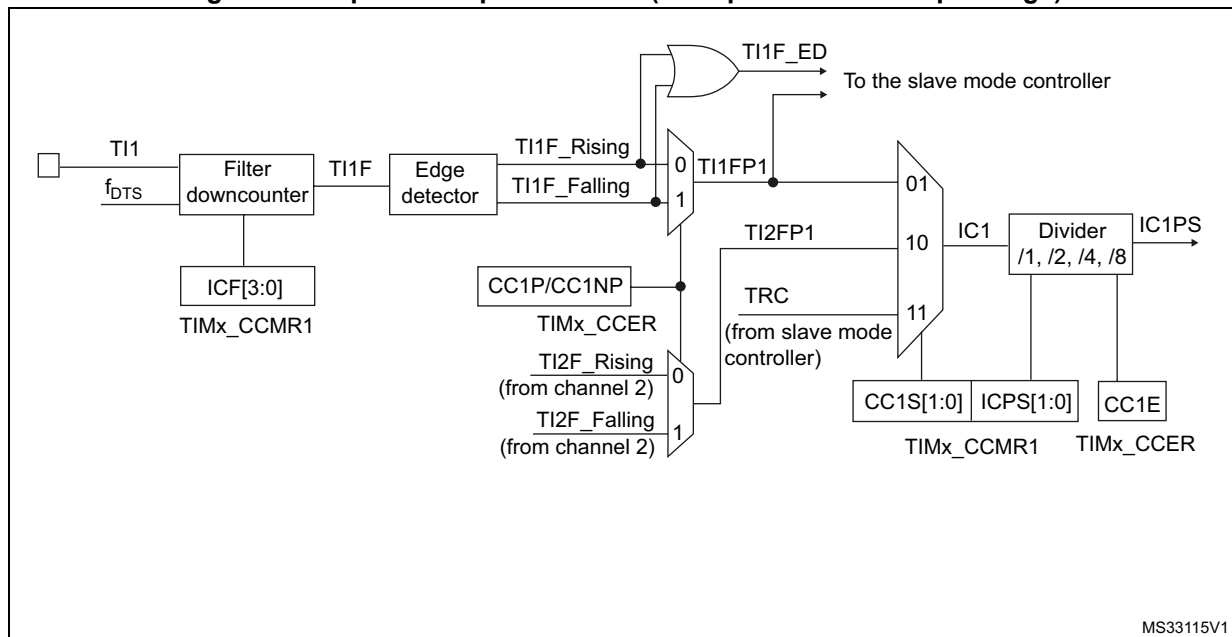 TI1F_ED
To the slave mode controller
TI1
f_DTS
Filter
downcounter
TI1F
Edge
detector
TI1F_Rising
TI1F_Falling
0
1
TI1FP1
01
TI2FP1
10
IC1
Divider
/1, /2, /4, /8
IC1PS
ICF[3:0]
TIMx_CCMR1
CC1P/CC1NP
TIMx_CCER
TRC
11
(from slave mode
controller)
TI2F_Rising
(from channel 2)
0
TI2F_Falling
(from channel 2)
1
CC1S[1:0]
ICPS[1:0]
CC1E
TIMx_CCMR1
TIMx_CCER
MS33115V1